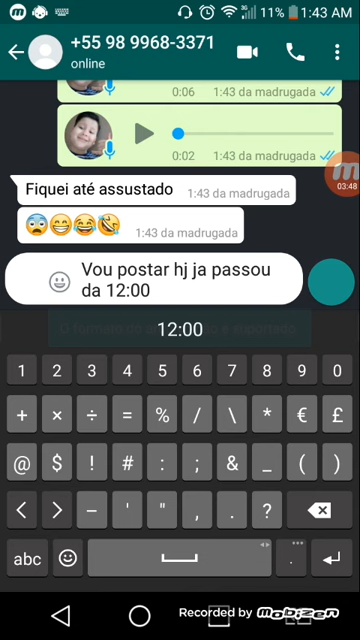 11% 1:43 AM
+55 98 9968-3371
online
0:06 1:43 da madrugada
0:02 1:43 da madrugada
03:48
Fiquei até assustado 1:43 da madrugada
1:43 da madrugada
Vou postar hj ja passou
da 12:00
12:00
1 2 3 4 5 6 7 8 9 0
+ × ÷ = % / \ * € £
@ $ ! # : ; & _ ( )
< > – ' " , . ?
abc .
Recorded by Mobizen